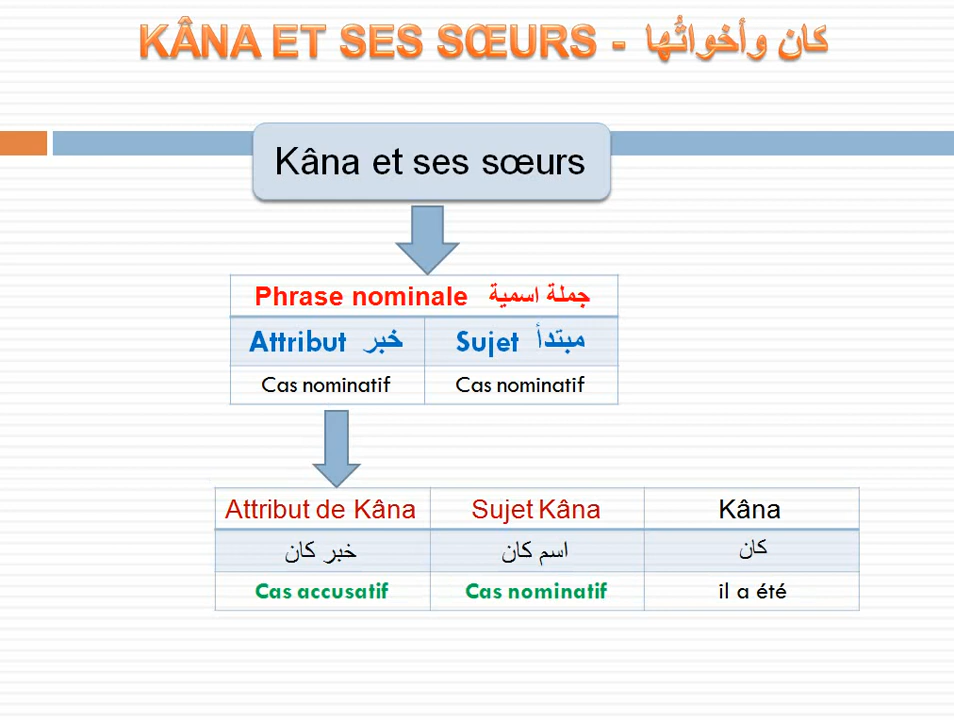 KÂNA ET SES SŒURS - كان وأخواتُها
Kâna et ses sœurs
Phrase nominale جملة اسمية
Attribut خبر Sujet مبتدأ
Cas nominatif Cas nominatif
Attribut de Kâna Sujet Kâna Kâna
خبر كان اسم كان كان
Cas accusatif Cas nominatif il a été